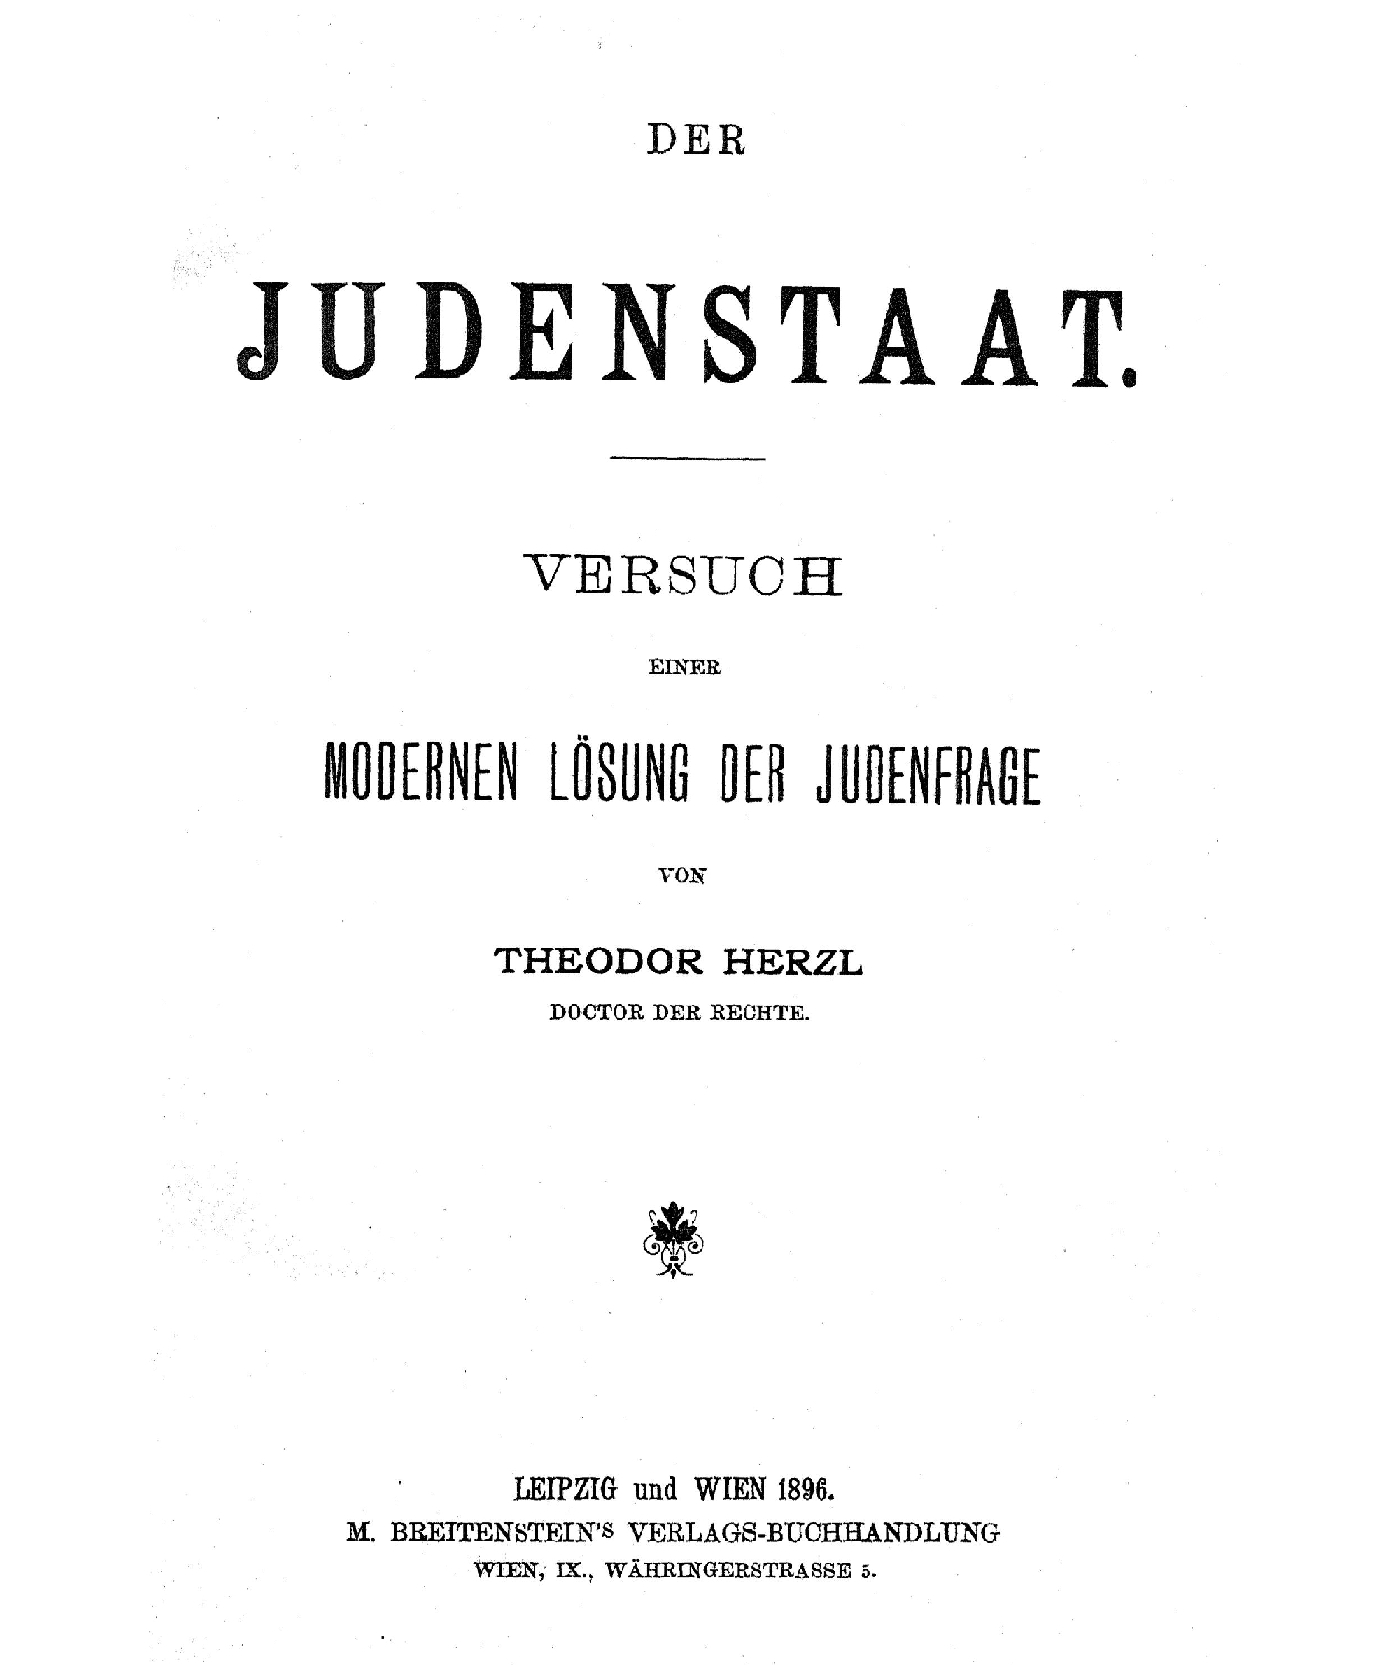 DER
JUDENSTAAT.
VERSUCH
EINER
MODERNEN LÖSUNG DER JUDENFRAGE
VON
THEODOR HERZL
DOCTOR DER RECHTE.
LEIPZIG und WIEN 1896.
M. BREITENSTEIN'S VERLAGS-BUCHHANDLUNG
WIEN, IX., WÄHRINGERSTRASSE 5.